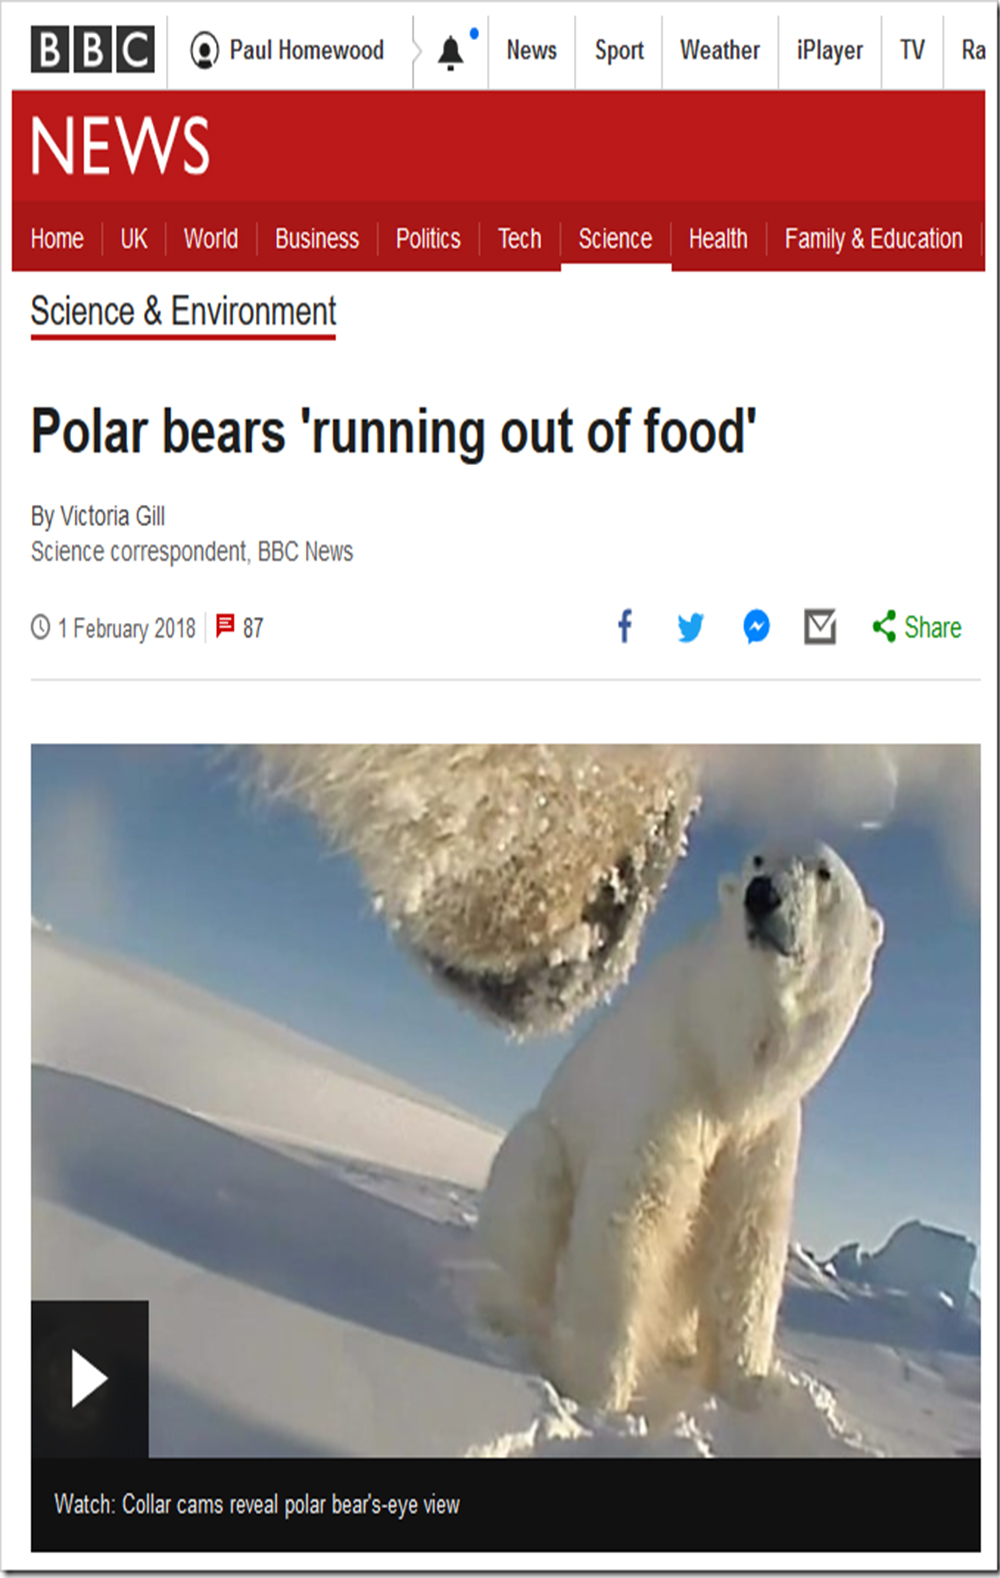 BBC Paul Homewood News Sport Weather iPlayer TV Ra
NEWS
Home UK World Business Politics Tech Science Health Family & Education
Science & Environment
Polar bears 'running out of food'
By Victoria Gill
Science correspondent, BBC News
1 February 2018 87 Share
Watch: Collar cams reveal polar bear's-eye view